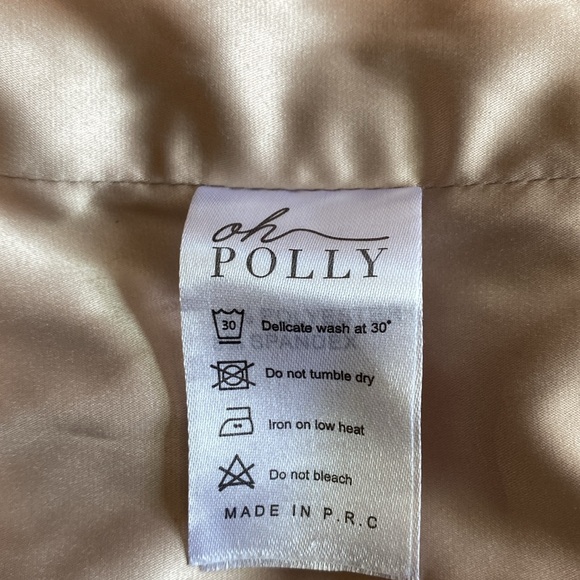 oh
POLLY
POLYESTER
30 Delicate wash at 30°
SPANDEX
Do not tumble dry
Iron on low heat
Do not bleach
MADE IN P.R.C